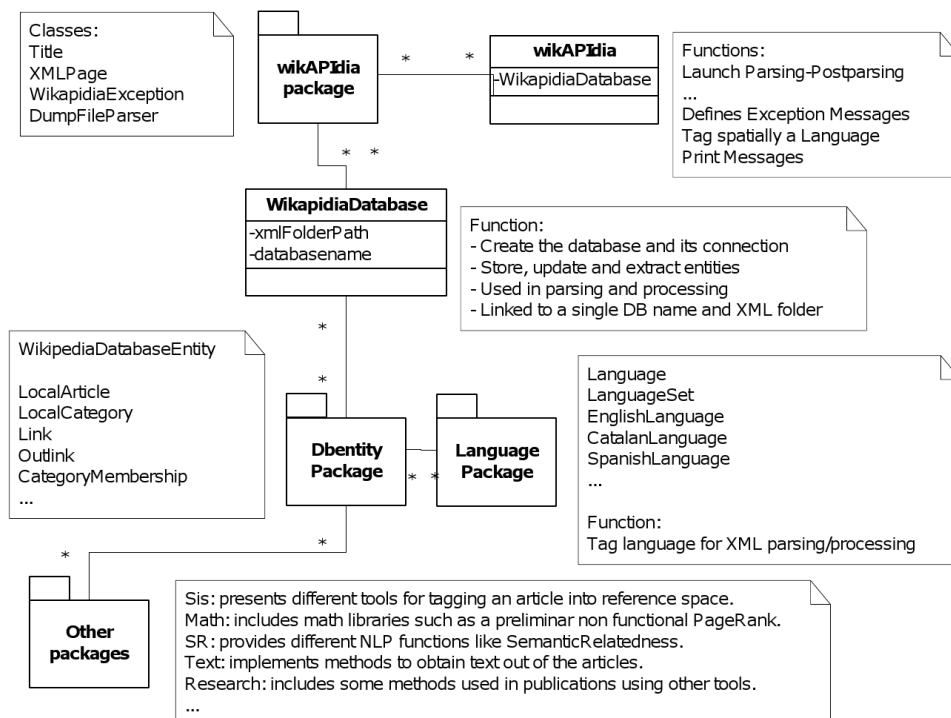 Classes:
Title
XMLPage
WikapidiaException
DumpFileParser
wikAPIdia
package
*
*
wikAPIdia
-WikapidiaDatabase
Functions:
Launch Parsing-Postparsing
...
Defines Exception Messages
Tag spatially a Language
Print Messages
* *
WikapidiaDatabase
-xmlFolderPath
-databasename
Function:
- Create the database and its connection
- Store, update and extract entities
- Used in parsing and processing
- Linked to a single DB name and XML folder
*
*
WikipediaDatabaseEntity
LocalArticle
LocalCategory
Link
Outlink
CategoryMembership
...
Dbentity
Package
* *
Language
Package
Language
LanguageSet
EnglishLanguage
CatalanLanguage
SpanishLanguage
...
Function:
Tag language for XML parsing/processing
*
*
Other
packages
Sis: presents different tools for tagging an article into reference space.
Math: includes math libraries such as a preliminar non functional PageRank.
SR: provides different NLP functions like SemanticRelatedness.
Text: implements methods to obtain text out of the articles.
Research: includes some methods used in publications using other tools.
...